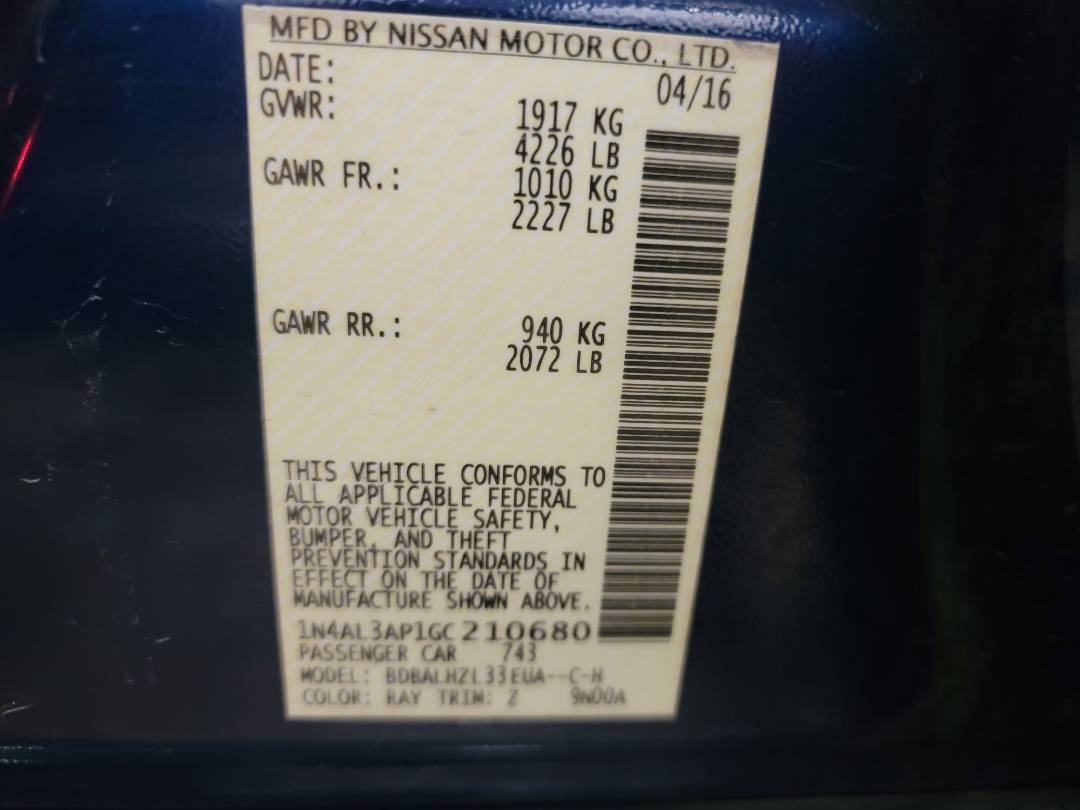 MFD BY NISSAN MOTOR CO., LTD.
DATE: 04/16
GVWR: 1917 KG
4226 LB
GAWR FR.: 1010 KG
2227 LB
GAWR RR.: 940 KG
2072 LB
THIS VEHICLE CONFORMS TO
ALL APPLICABLE FEDERAL
MOTOR VEHICLE SAFETY,
BUMPER, AND THEFT
PREVENTION STANDARDS IN
EFFECT ON THE DATE OF
MANUFACTURE SHOWN ABOVE.
1N4AL3AP1GC210680
PASSENGER CAR 743
MODEL: BDBALHZL33EUA--C-H
COLOR: RAY TRIM: Z 9N00A